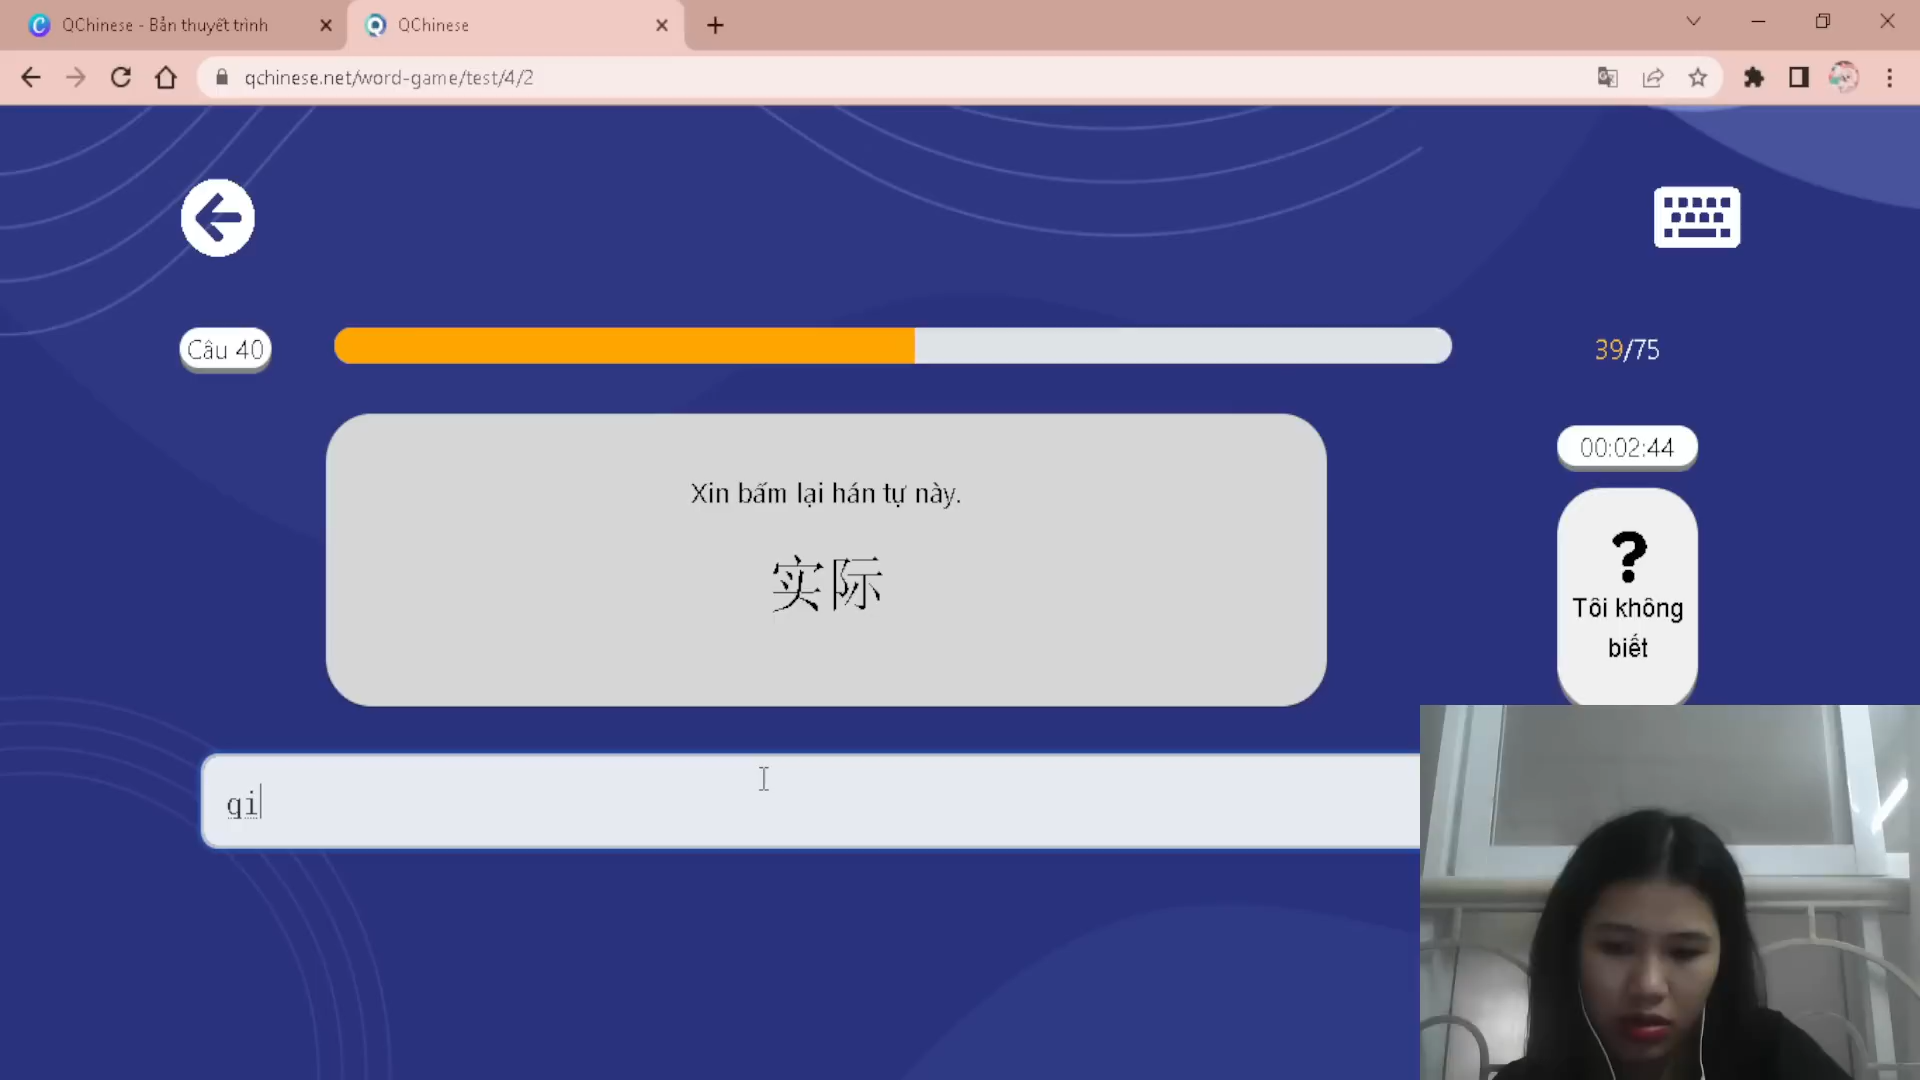 QChinese - Bản thuyết trình
QChinese
qchinese.net/word-game/test/4/2
Câu 40
39/75
Xin bấm lại hán tự này.
实际
00:02:44
?
Tôi không
biết
qi